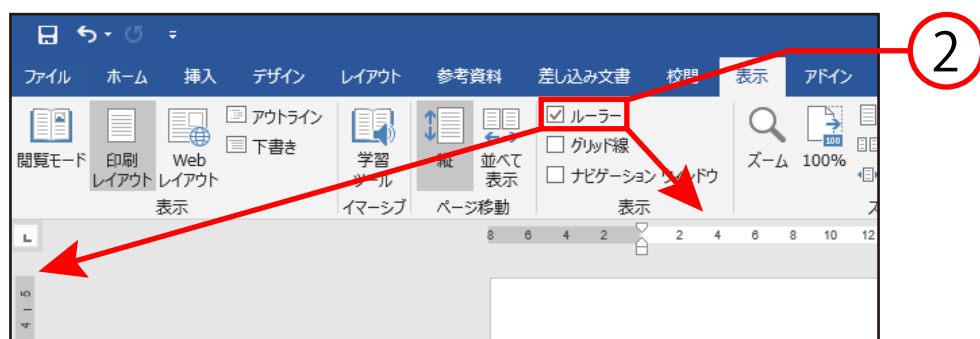 ファイル ホーム 挿入 デザイン レイアウト 参考資料 差し込み文書 校閲 表示 アドイン
2
閲覧モード
印刷
レイアウト
Web
レイアウト
アウトライン
下書き
表示
学習
ツール
イマーシブ
縦
並べて
表示
ページ移動
ルーラー
グリッド線
ナビゲーション ウィンドウ
表示
ズーム
100
100%
ズ
L
8 6 4 2 2 4 6 8 10 12
5
4